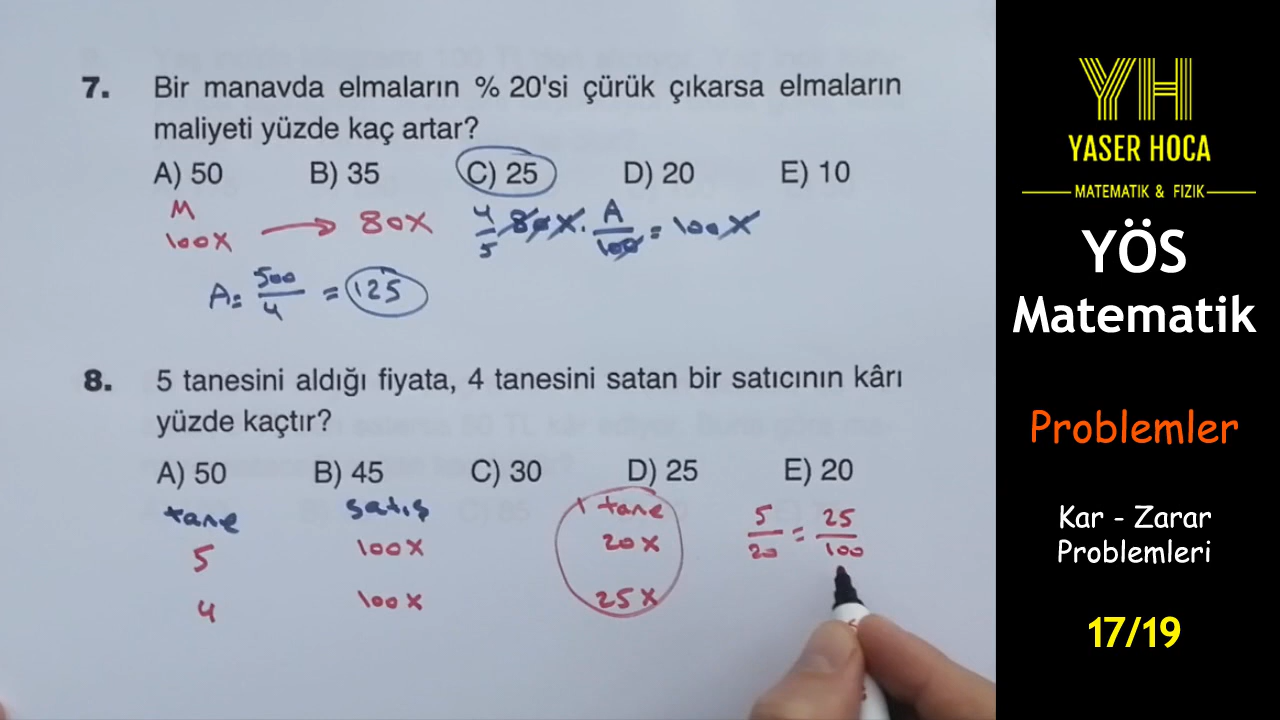 7. Bir manavda elmaların % 20'si çürük çıkarsa elmaların
maliyeti yüzde kaç artar?
A) 50 B) 35 C) 25 D) 20 E) 10
M
100X → 80X 4/5 80X . A/100 = 100X
A = 500/4 = 125
8. 5 tanesini aldığı fiyata, 4 tanesini satan bir satıcının kârı
yüzde kaçtır?
A) 50 B) 45 C) 30 D) 25 E) 20
tane satış 1 tane
5 100X 20X 5/20 = 25/100
4 100X 25X
YH
YASER HOCA
MATEMATIK & FIZIK
YÖS
Matematik
Problemler
Kar - Zarar
Problemleri
17/19